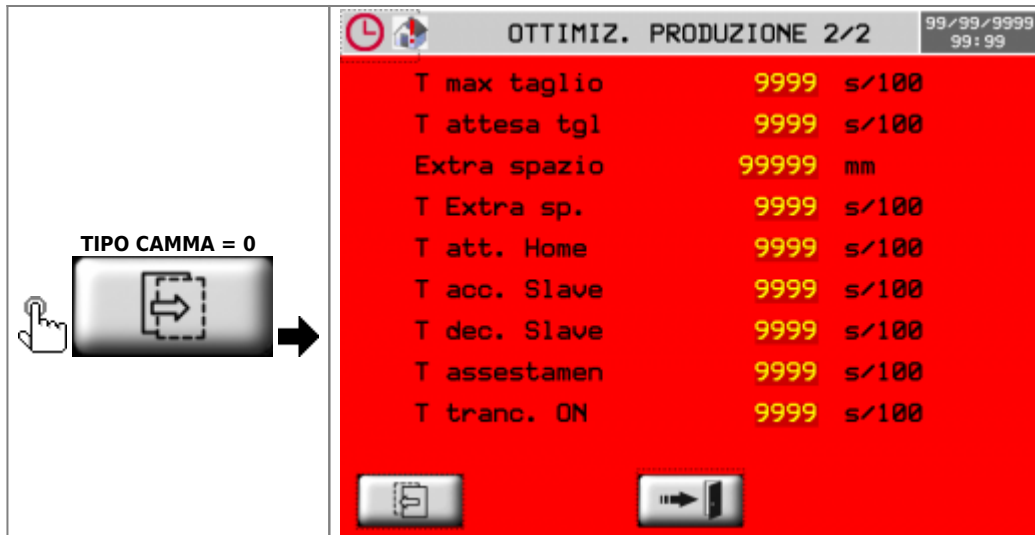 TIPO CAMMA = 0
OTTIMIZ. PRODUZIONE 2/2
99/99/9999
99:99
T max taglio 9999 s/100
T attesa tgl 9999 s/100
Extra spazio 99999 mm
T Extra sp. 9999 s/100
T att. Home 9999 s/100
T acc. Slave 9999 s/100
T dec. Slave 9999 s/100
T assestamen 9999 s/100
T tranc. ON 9999 s/100